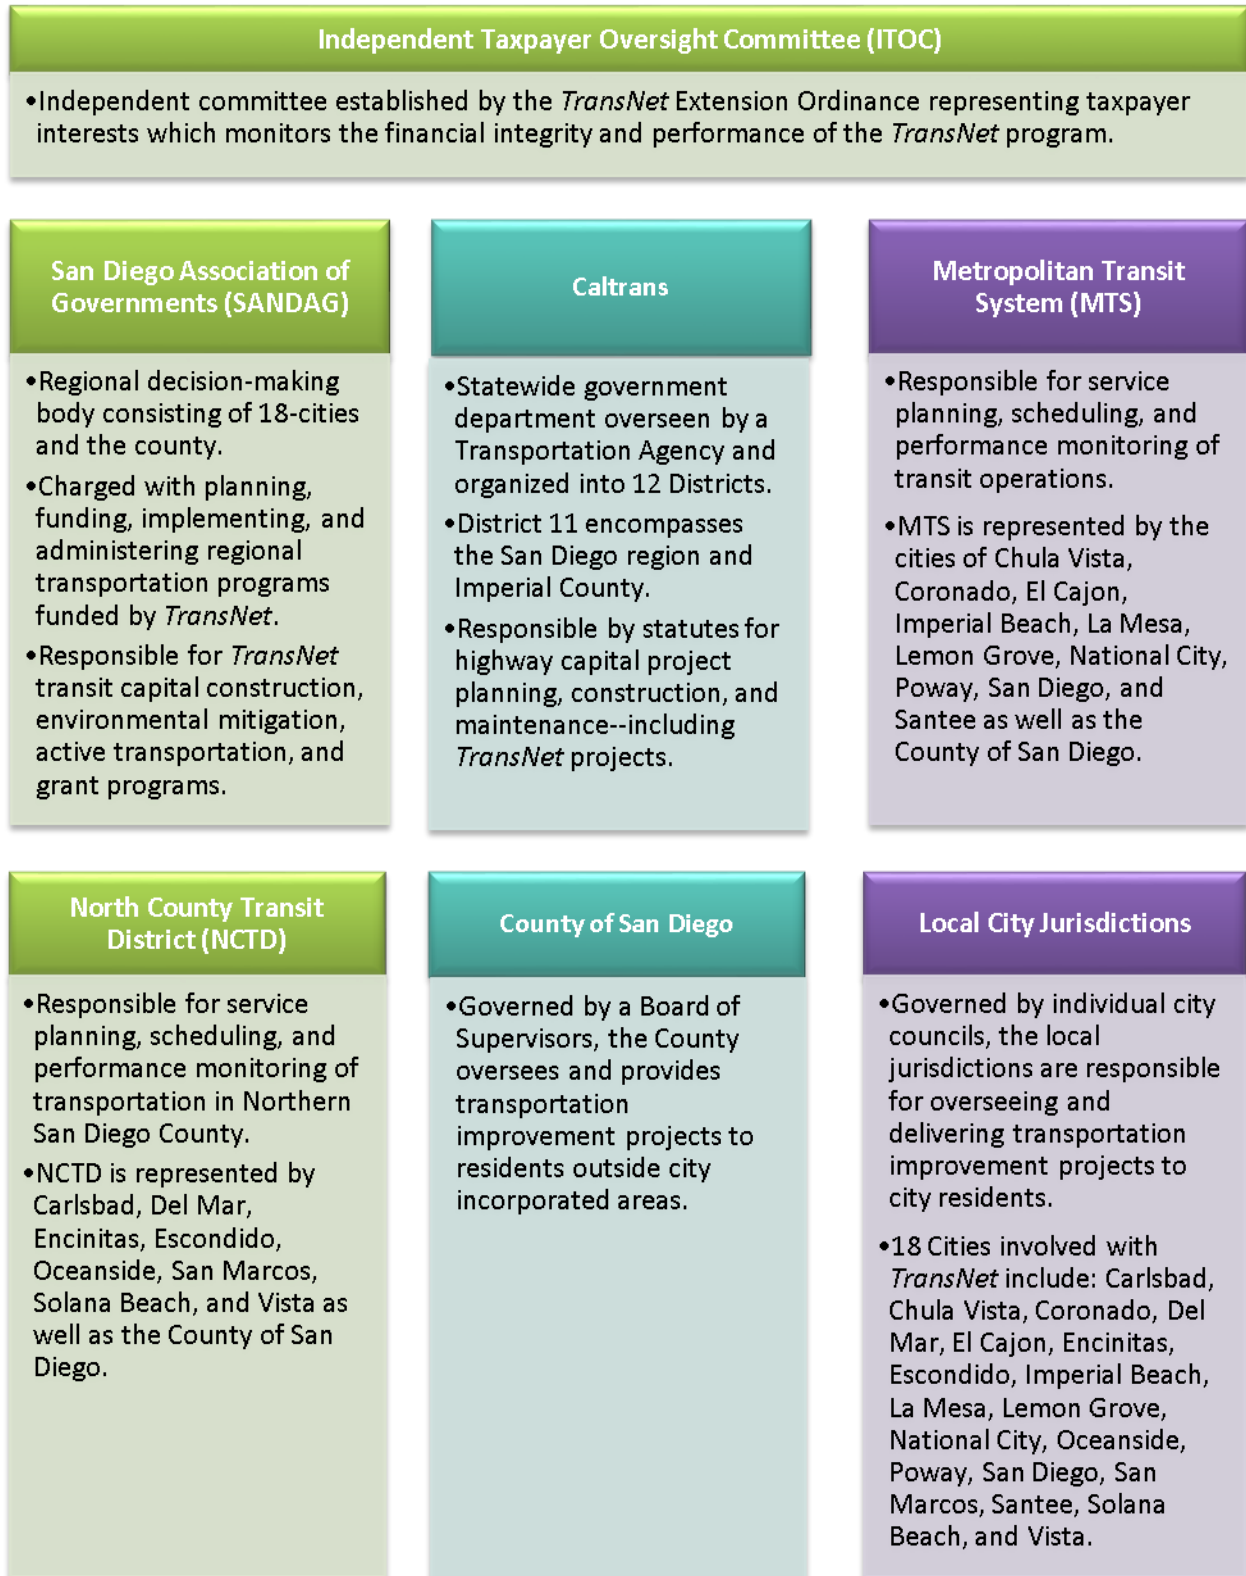 Independent Taxpayer Oversight Committee (ITOC)
•Independent committee established by the TransNet Extension Ordinance representing taxpayer
interests which monitors the financial integrity and performance of the TransNet program.
San Diego Association of
Governments (SANDAG)
•Regional decision-making
body consisting of 18-cities
and the county.
•Charged with planning,
funding, implementing, and
administering regional
transportation programs
funded by TransNet.
•Responsible for TransNet
transit capital construction,
environmental mitigation,
active transportation, and
grant programs.
Caltrans
•Statewide government
department overseen by a
Transportation Agency and
organized into 12 Districts.
•District 11 encompasses
the San Diego region and
Imperial County.
•Responsible by statutes for
highway capital project
planning, construction, and
maintenance--including
TransNet projects.
Metropolitan Transit
System (MTS)
•Responsible for service
planning, scheduling, and
performance monitoring of
transit operations.
•MTS is represented by the
cities of Chula Vista,
Coronado, El Cajon,
Imperial Beach, La Mesa,
Lemon Grove, National City,
Poway, San Diego, and
Santee as well as the
County of San Diego.
North County Transit
District (NCTD)
•Responsible for service
planning, scheduling, and
performance monitoring of
transportation in Northern
San Diego County.
•NCTD is represented by
Carlsbad, Del Mar,
Encinitas, Escondido,
Oceanside, San Marcos,
Solana Beach, and Vista as
well as the County of San
Diego.
County of San Diego
•Governed by a Board of
Supervisors, the County
oversees and provides
transportation
improvement projects to
residents outside city
incorporated areas.
Local City Jurisdictions
•Governed by individual city
councils, the local
jurisdictions are responsible
for overseeing and
delivering transportation
improvement projects to
city residents.
•18 Cities involved with
TransNet include: Carlsbad,
Chula Vista, Coronado, Del
Mar, El Cajon, Encinitas,
Escondido, Imperial Beach,
La Mesa, Lemon Grove,
National City, Oceanside,
Poway, San Diego, San
Marcos, Santee, Solana
Beach, and Vista.